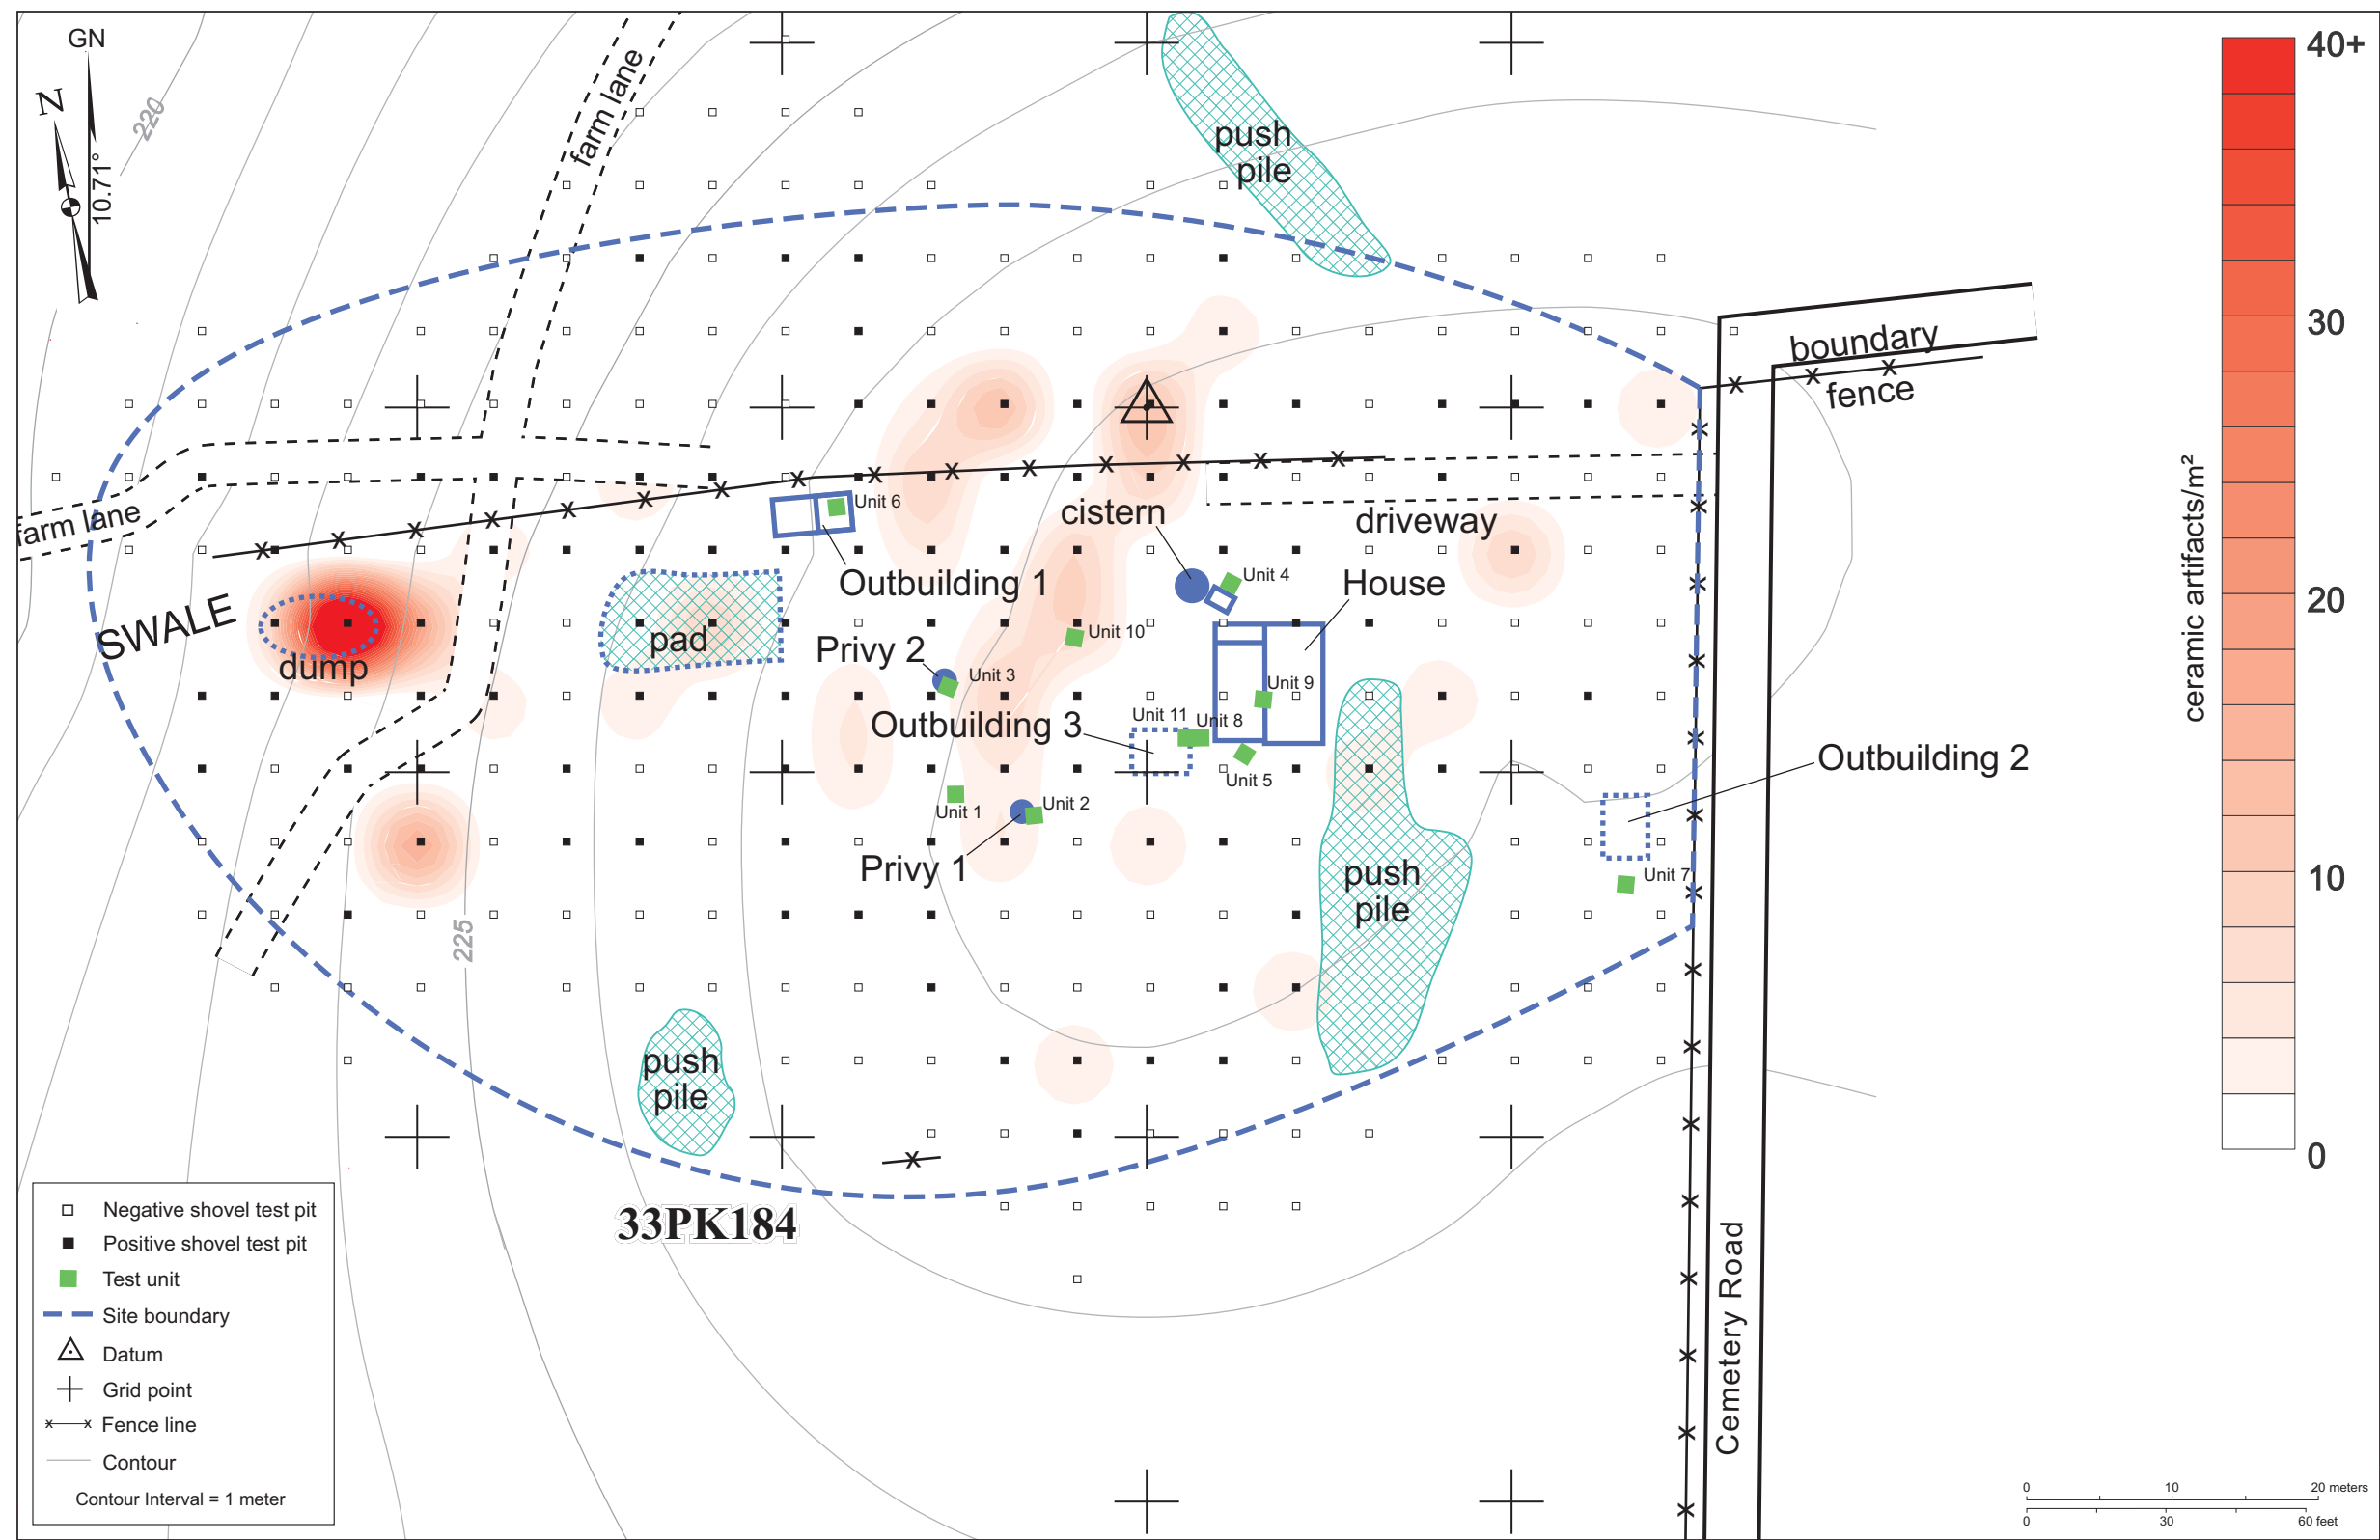 GN
N
10.71°
220
farm lane
push
pile
40+
30
20
10
0
ceramic artifacts/m²
boundary
fence
farm lane
Unit 6
cistern
driveway
Outbuilding 1
Unit 4
House
SWALE
dump
pad
Privy 2
Unit 10
Unit 3
Unit 9
Outbuilding 3
Unit 11
Unit 8
Unit 5
Outbuilding 2
Unit 1
Unit 2
Privy 1
push
pile
Unit 7
225
push
pile
33PK184
Cemetery Road
Negative shovel test pit
Positive shovel test pit
Test unit
Site boundary
Datum
Grid point
Fence line
Contour
Contour Interval = 1 meter
0 10 20 meters
0 30 60 feet